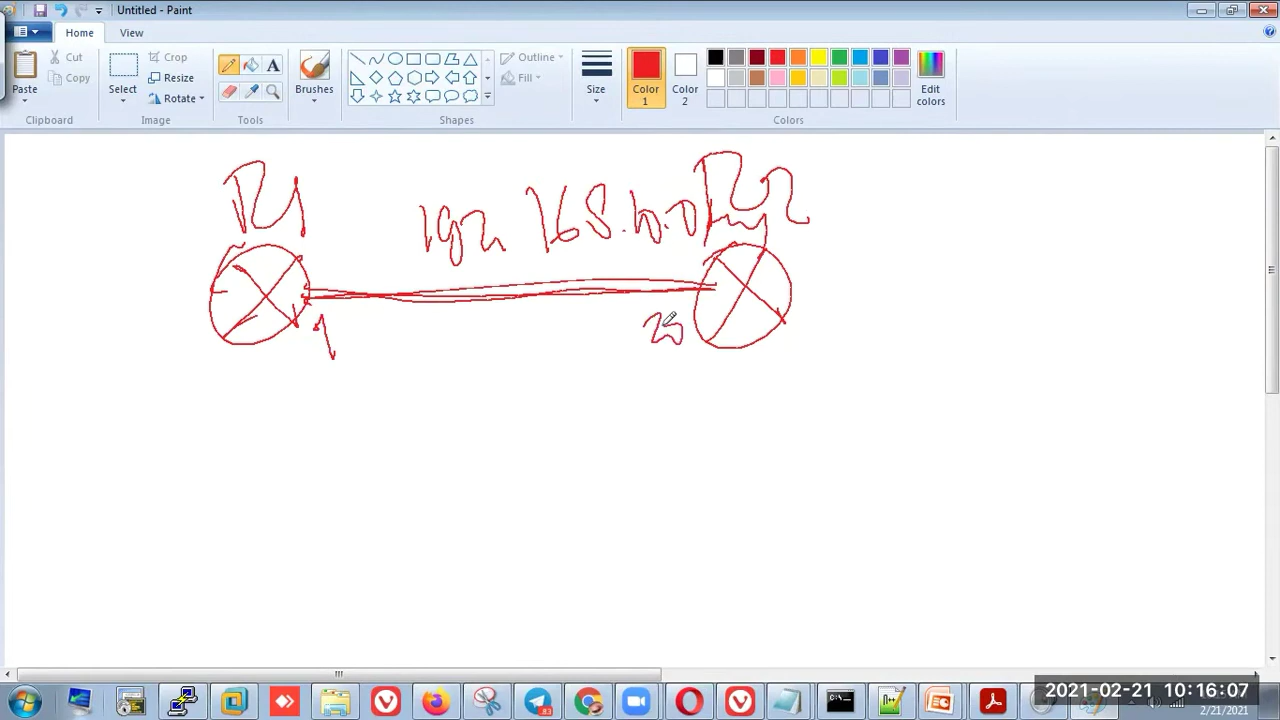 Untitled - Paint
Home
View
Paste
Cut
Copy
Clipboard
Select
Crop
Resize
Rotate
Image
Tools
Brushes
Outline
Fill
Shapes
Size
Color 1
Color 2
Edit colors
Colors
R1
R2
192 168.10.0
1
25
83
2021-02-21 10:16:07
2/21/2021